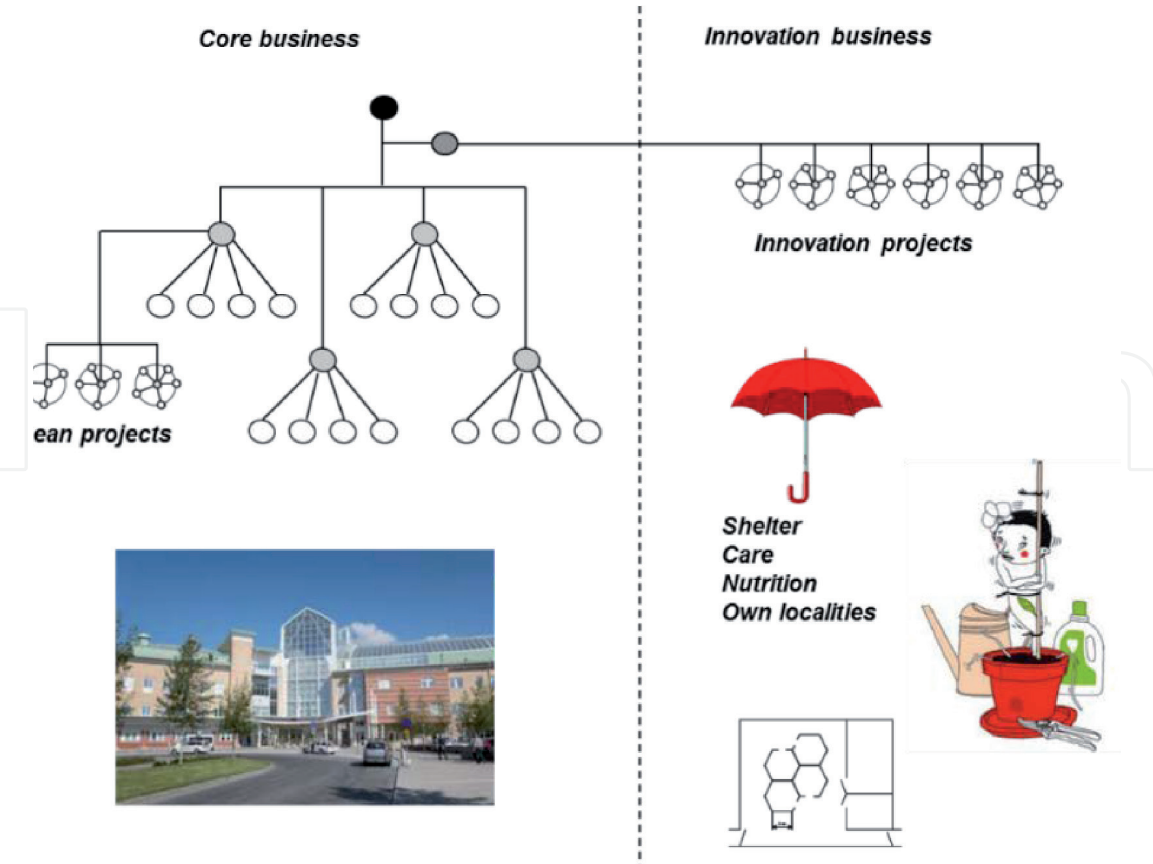 Core business
Innovation business
Innovation projects
ean projects
Shelter
Care
Nutrition
Own localities